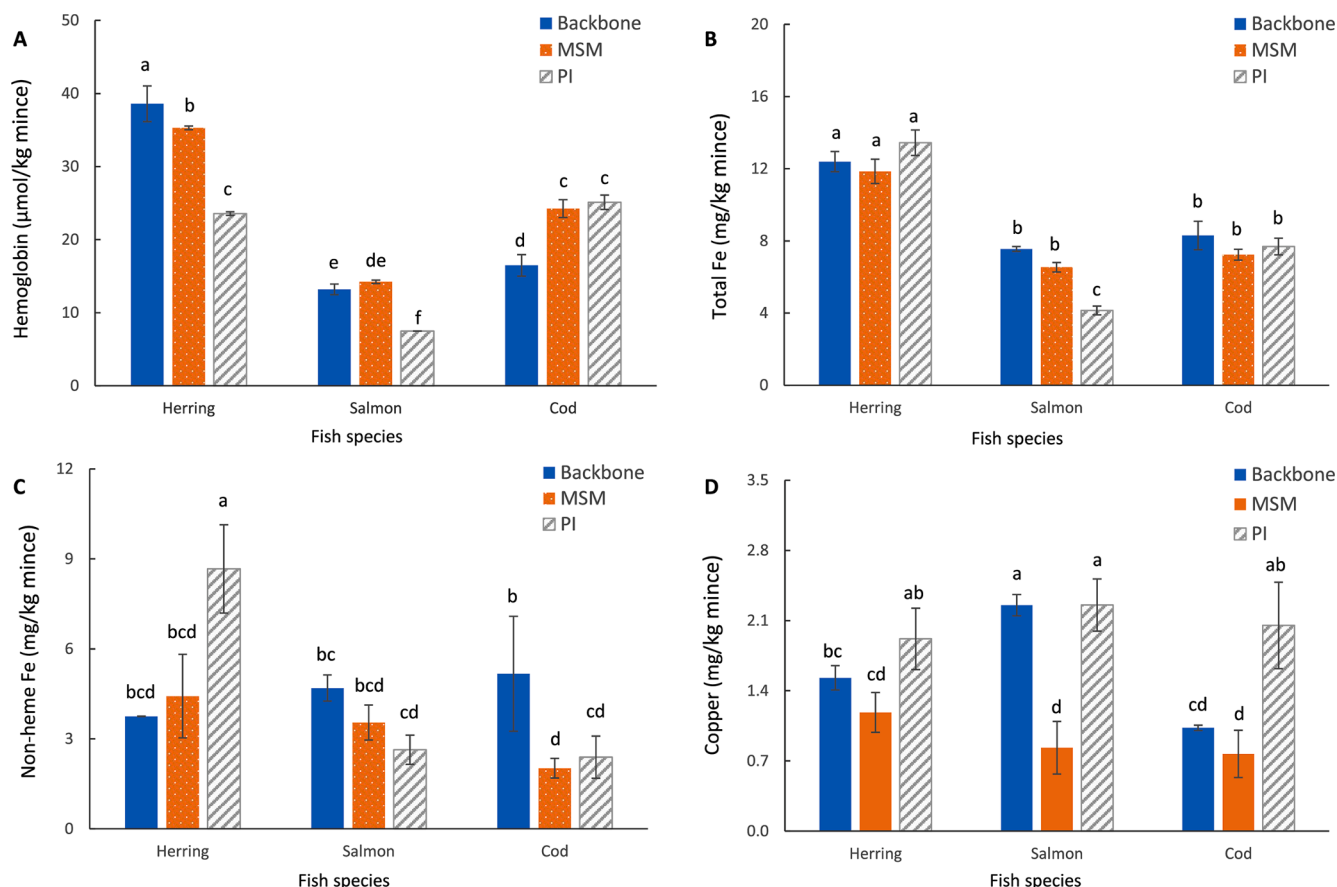 A
Hemoglobin (µmol/kg mince)
50
40
30
20
10
0
Backbone
MSM
PI
a
b
c
e
de
f
d
c
c
Herring
Salmon
Cod
Fish species
B
Total Fe (mg/kg mince)
20
16
12
8
4
0
Backbone
MSM
PI
a
a
a
b
b
c
b
b
b
Herring
Salmon
Cod
Fish species
C
Non-heme Fe (mg/kg mince)
12
9
6
3
0
Backbone
MSM
PI
bcd
bcd
a
bc
bcd
cd
b
d
cd
Herring
Salmon
Cod
Fish species
D
Copper (mg/kg mince)
3.5
2.8
2.1
1.4
0.7
0.0
Backbone
MSM
PI
bc
cd
ab
a
d
a
cd
d
ab
Herring
Salmon
Cod
Fish species